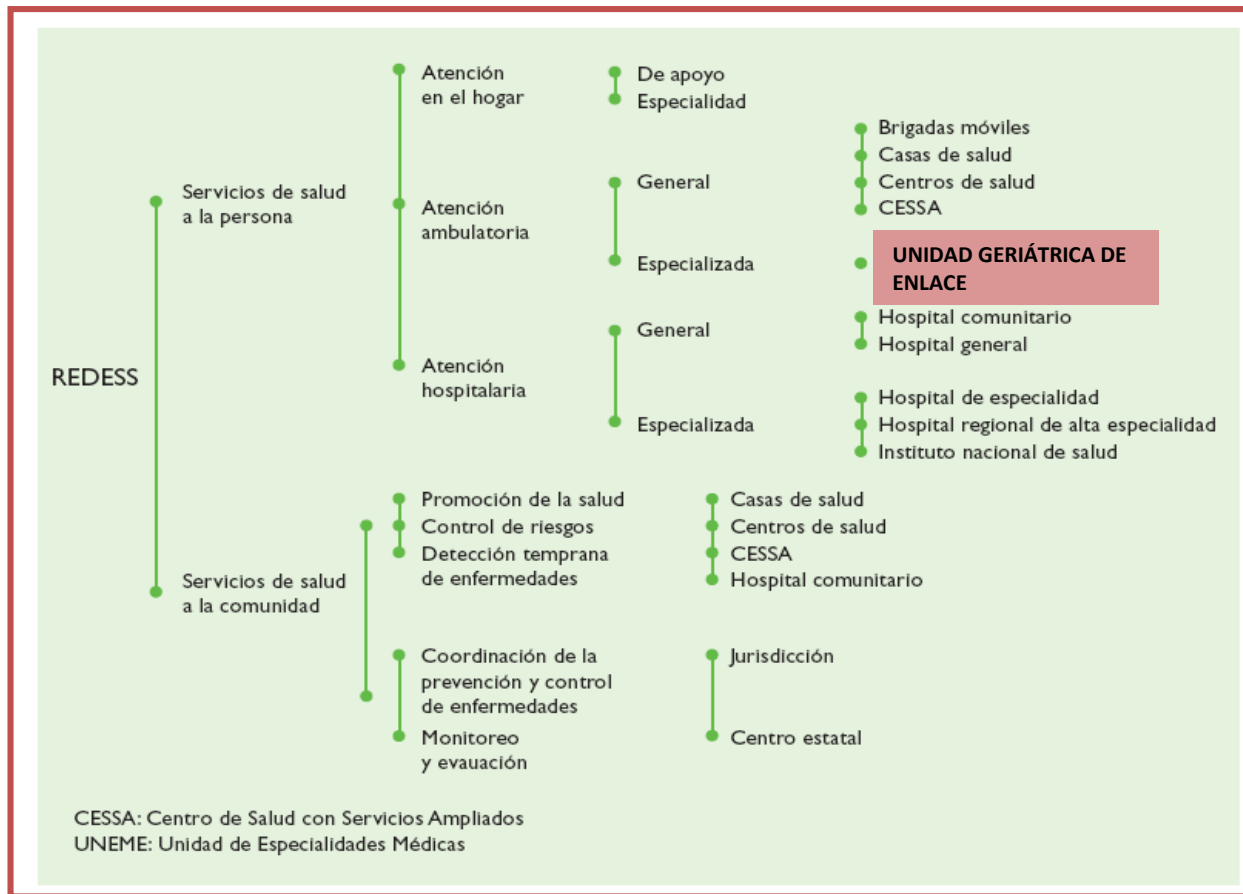 REDESS
Servicios de salud
a la persona
Atención
en el hogar
De apoyo
Especialidad
Atención
ambulatoria
General
Brigadas móviles
Casas de salud
Centros de salud
CESSA
Especializada
UNIDAD GERIÁTRICA DE
ENLACE
Atención
hospitalaria
General
Hospital comunitario
Hospital general
Especializada
Hospital de especialidad
Hospital regional de alta especialidad
Instituto nacional de salud
Servicios de salud
a la comunidad
Promoción de la salud
Control de riesgos
Detección temprana
de enfermedades
Casas de salud
Centros de salud
CESSA
Hospital comunitario
Coordinación de la
prevención y control
de enfermedades
Monitoreo
y evauación
Jurisdicción
Centro estatal
CESSA: Centro de Salud con Servicios Ampliados
UNEME: Unidad de Especialidades Médicas